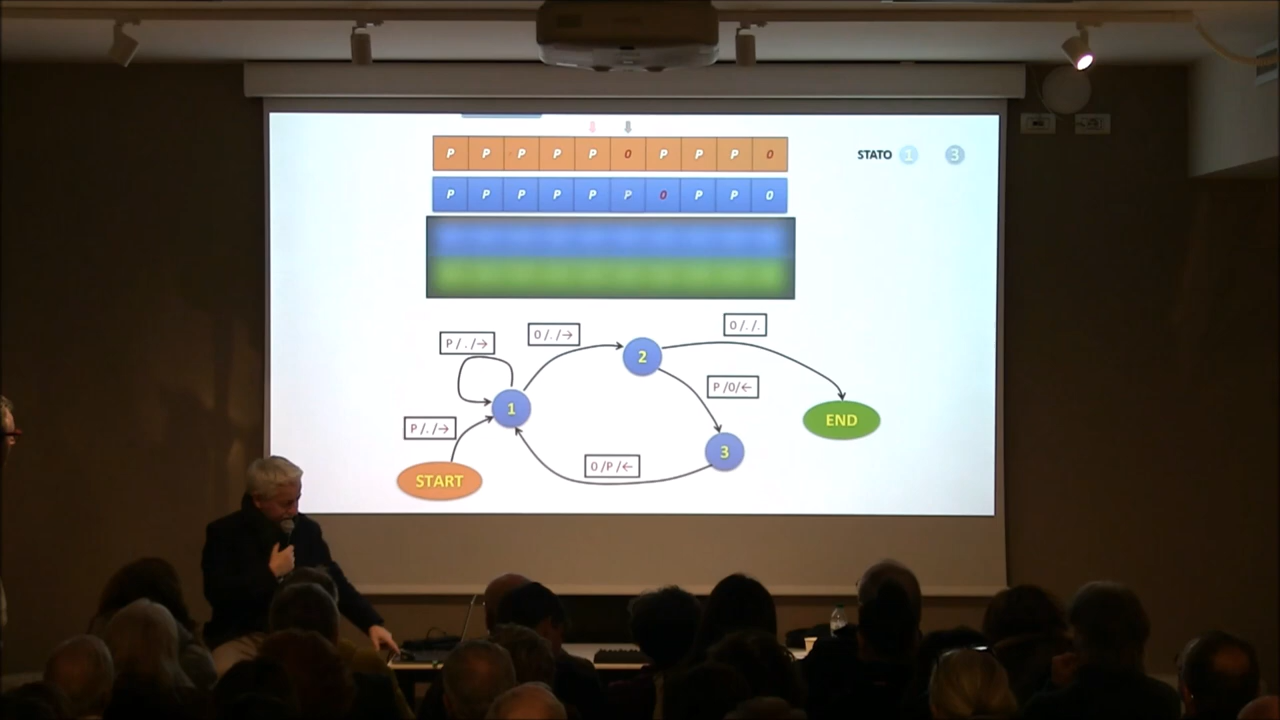 P P P P P 0 P P P 0
STATO 1 3
P P P P P P 0 P P 0
P / . / →
0 / . / →
0 / . / .
2
P / 0 / ←
1
P / . / →
END
3
0 / P / ←
START